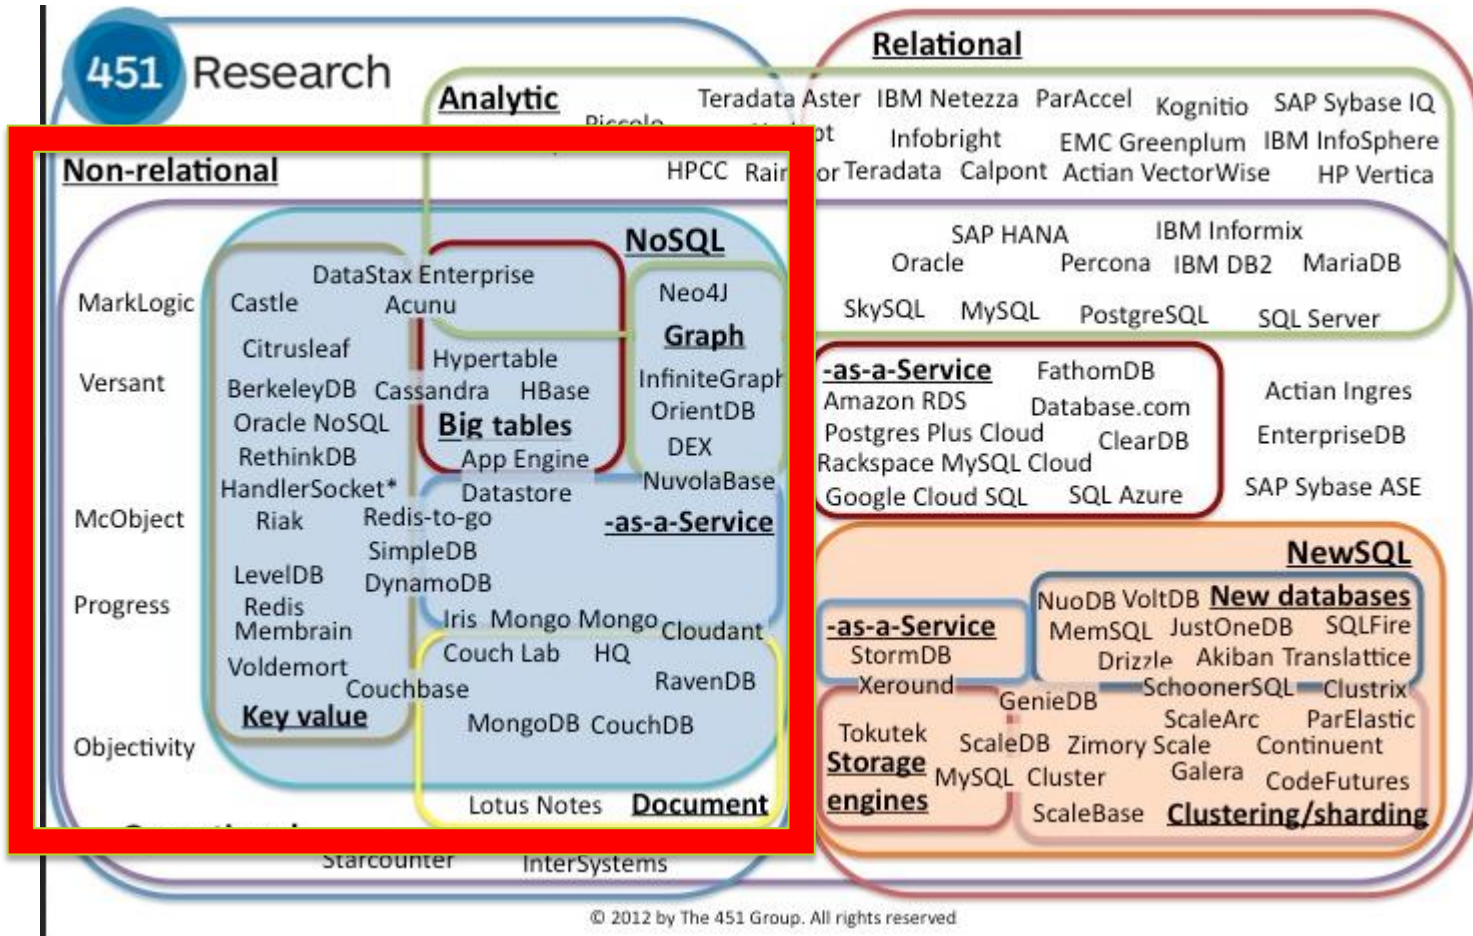 451 Research
Relational
Analytic
Teradata Aster IBM Netezza ParAccel Kognitio SAP Sybase IQ
Infobright EMC Greenplum IBM InfoSphere
HPCC Teradata Calpont Actian VectorWise HP Vertica
Non-relational
NoSQL
SAP HANA IBM Informix
Oracle Percona IBM DB2 MariaDB
SkySQL MySQL PostgreSQL SQL Server
DataStax Enterprise
MarkLogic Castle Acunu Neo4J
Graph
Citrusleaf Hypertable
Versant BerkeleyDB Cassandra HBase InfiniteGraph
Oracle NoSQL Big tables OrientDB
RethinkDB App Engine DEX
HandlerSocket* Datastore NuvolaBase
McObject Riak Redis-to-go -as-a-Service
SimpleDB
LevelDB DynamoDB
Progress Redis Iris Mongo Mongo Cloudant
Membrain Couch Lab HQ
Voldemort Couchbase RavenDB
Key value MongoDB CouchDB
Objectivity
Lotus Notes Document
Starcounter InterSystems
-as-a-Service FathomDB
Amazon RDS Database.com
Postgres Plus Cloud ClearDB
Rackspace MySQL Cloud
Google Cloud SQL SQL Azure
Actian Ingres
EnterpriseDB
SAP Sybase ASE
NewSQL
NuoDB VoltDB New databases
-as-a-Service MemSQL JustOneDB SQLFire
StormDB Drizzle Akiban Translattice
Xeround GenieDB SchoonerSQL Clustrix
Tokutek ScaleArc ParElastic
Storage ScaleDB Zimory Scale Continuent
engines MySQL Cluster Galera CodeFutures
ScaleBase Clustering/sharding
© 2012 by The 451 Group. All rights reserved